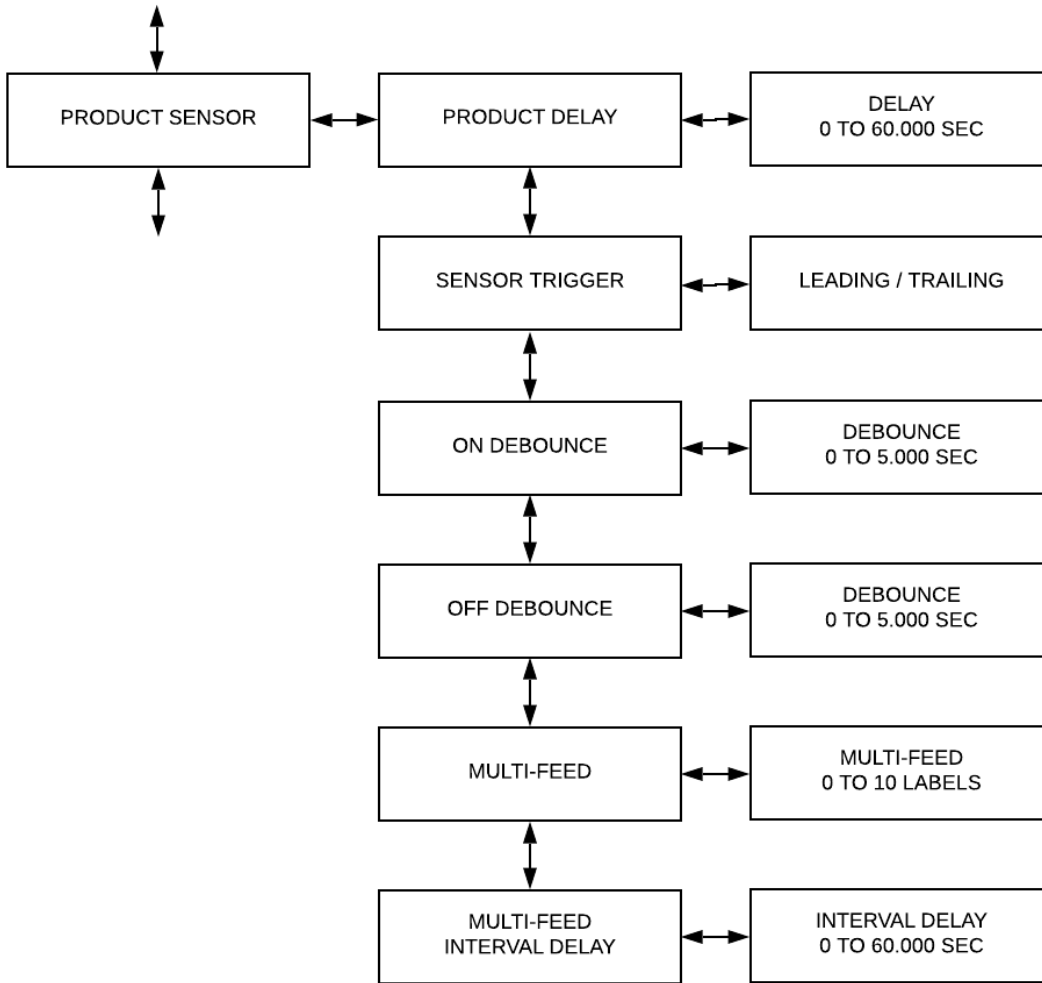 PRODUCT SENSOR
PRODUCT DELAY
DELAY
0 TO 60.000 SEC
SENSOR TRIGGER
LEADING / TRAILING
ON DEBOUNCE
DEBOUNCE
0 TO 5.000 SEC
OFF DEBOUNCE
DEBOUNCE
0 TO 5.000 SEC
MULTI-FEED
MULTI-FEED
0 TO 10 LABELS
MULTI-FEED
INTERVAL DELAY
INTERVAL DELAY
0 TO 60.000 SEC